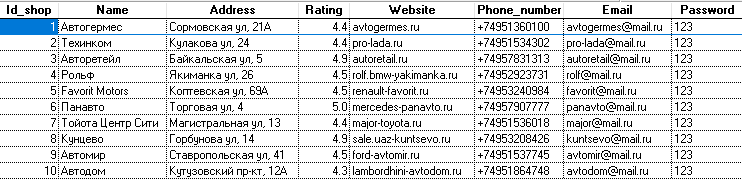 Id_shop Name Address Rating Website Phone_number Email Password
1 Автогермес Сормовская ул, 21А 4.4 avtogermes.ru +74951360100 avtogermes@mail.ru 123
2 Техинком Кулакова ул, 24 4.4 pro-lada.ru +74951534302 pro-lada@mail.ru 123
3 Авторетейл Байкальская ул, 5 4.9 autoretail.ru +74957831313 autoretail@mail.ru 123
4 Рольф Якиманка ул, 26 4.5 rolf.bmw-yakimanka.ru +74952923731 rolf@mail.ru 123
5 Favorit Motors Коптевская ул, 69А 4.5 renault-favorit.ru +74953240984 favorit@mail.ru 123
6 Панавто Торговая ул, 4 5.0 mercedes-panavto.ru +74957907777 panavto@mail.ru 123
7 Тойота Центр Сити Магистральная ул, 13 4.4 major-toyota.ru +74951536018 major@mail.ru 123
8 Кунцево Горбунова ул, 14 4.9 sale.uaz-kuntsevo.ru +74953208426 kuntsevo@mail.ru 123
9 Автомир Ставропольская ул, 41 4.5 ford-avtomir.ru +74951537745 avtomir@mail.ru 123
10 Автодом Кутузовский пр-кт, 12А 4.3 lambordhini-avtodom.ru +74951864748 avtodom@mail.ru 123